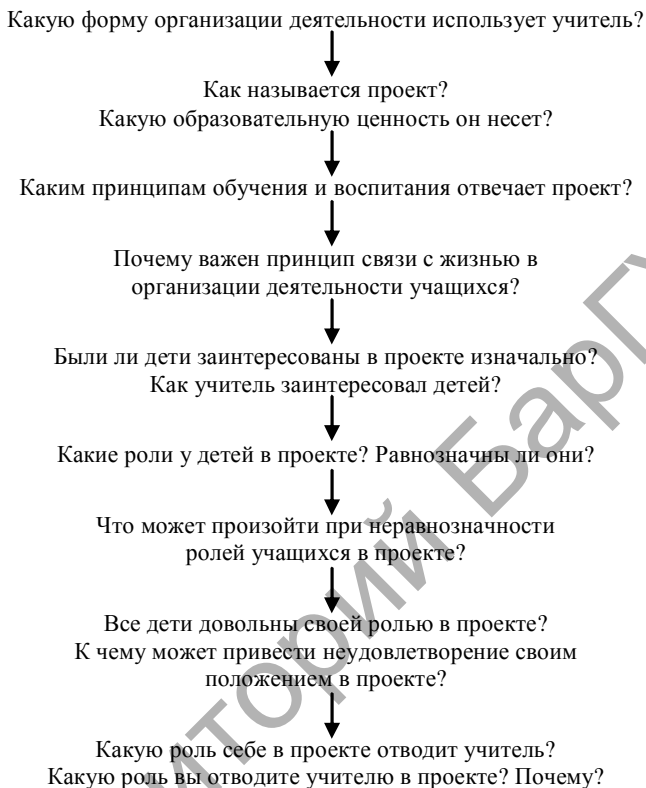 Какую форму организации деятельности использует учитель?
Как называется проект?
Какую образовательную ценность он несет?
Каким принципам обучения и воспитания отвечает проект?
Почему важен принцип связи с жизнью в
организации деятельности учащихся?
Были ли дети заинтересованы в проекте изначально?
Как учитель заинтересовал детей?
Какие роли у детей в проекте? Равнозначны ли они?
Что может произойти при неравнозначности
ролей учащихся в проекте?
Все дети довольны своей ролью в проекте?
К чему может привести неудовлетворение своим
положением в проекте?
Какую роль себе в проекте отводит учитель?
Какую роль вы отводите учителю в проекте? Почему?